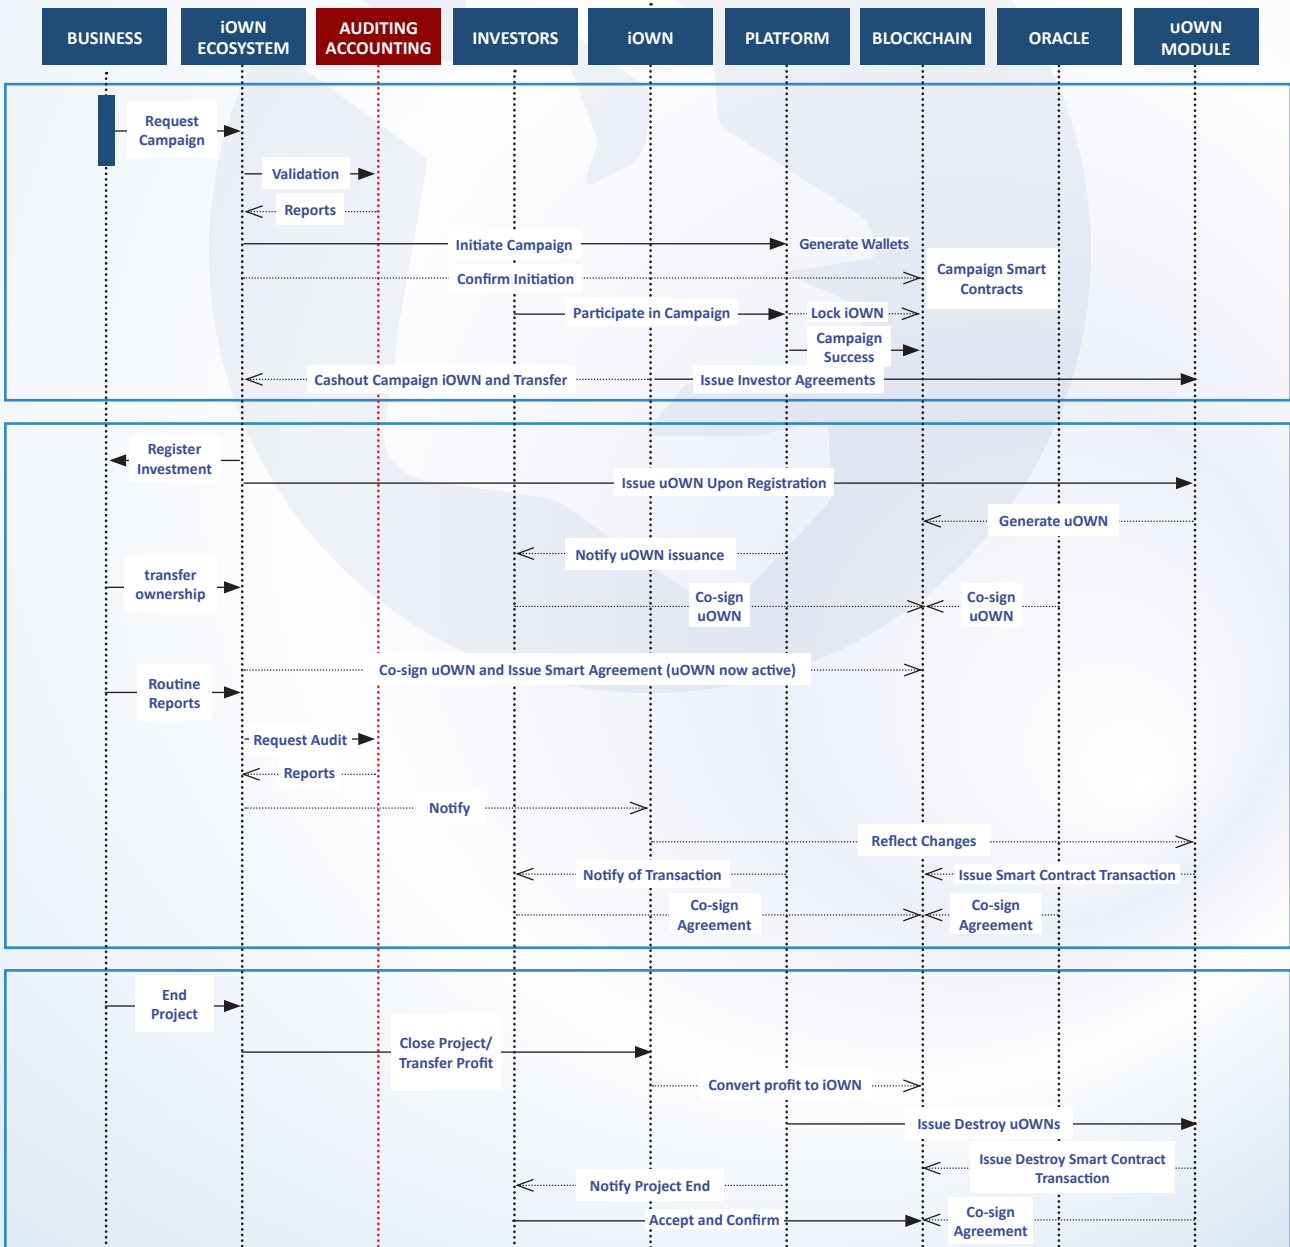 BUSINESS
iOWN
ECOSYSTEM
AUDITING
ACCOUNTING
INVESTORS
iOWN
PLATFORM
BLOCKCHAIN
ORACLE
uOWN
MODULE
Request
Campaign
Validation
Reports
Initiate Campaign
Generate Wallets
Confirm Initiation
Campaign Smart
Contracts
Participate in Campaign
Lock iOWN
Campaign
Success
Cashout Campaign iOWN and Transfer
Issue Investor Agreements
Register
Investment
Issue uOWN Upon Registration
Generate uOWN
Notify uOWN issuance
transfer
ownership
Co-sign
uOWN
Co-sign
uOWN
Co-sign uOWN and Issue Smart Agreement (uOWN now active)
Routine
Reports
Request Audit
Reports
Notify
Reflect Changes
Notify of Transaction
Issue Smart Contract Transaction
Co-sign
Agreement
Co-sign
Agreement
End
Project
Close Project/
Transfer Profit
Convert profit to iOWN
Issue Destroy uOWNs
Issue Destroy Smart Contract
Transaction
Notify Project End
Accept and Confirm
Co-sign
Agreement